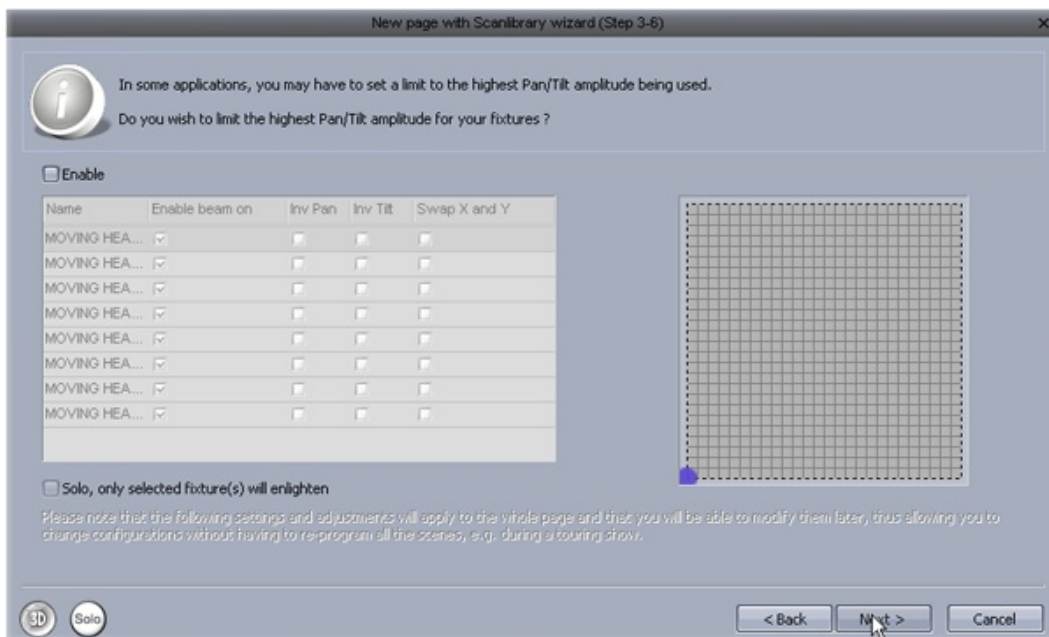 New page with Scanlibrary wizard (Step 3-6)
In some applications, you may have to set a limit to the highest Pan/Tilt amplitude being used.
Do you wish to limit the highest Pan/Tilt amplitude for your fixtures ?
Enable
Name Enable beam on Inv Pan Inv Tilt Swap X and Y
MOVING HEA...
MOVING HEA...
MOVING HEA...
MOVING HEA...
MOVING HEA...
MOVING HEA...
MOVING HEA...
MOVING HEA...
Solo, only selected fixture(s) will enlighten
Please note that the following settings and adjustments will apply to the whole page and that you will be able to modify them later, thus allowing you to
change configurations without having to re-program all the scenes, e.g. during a touring show.
3D Solo < Back Next > Cancel